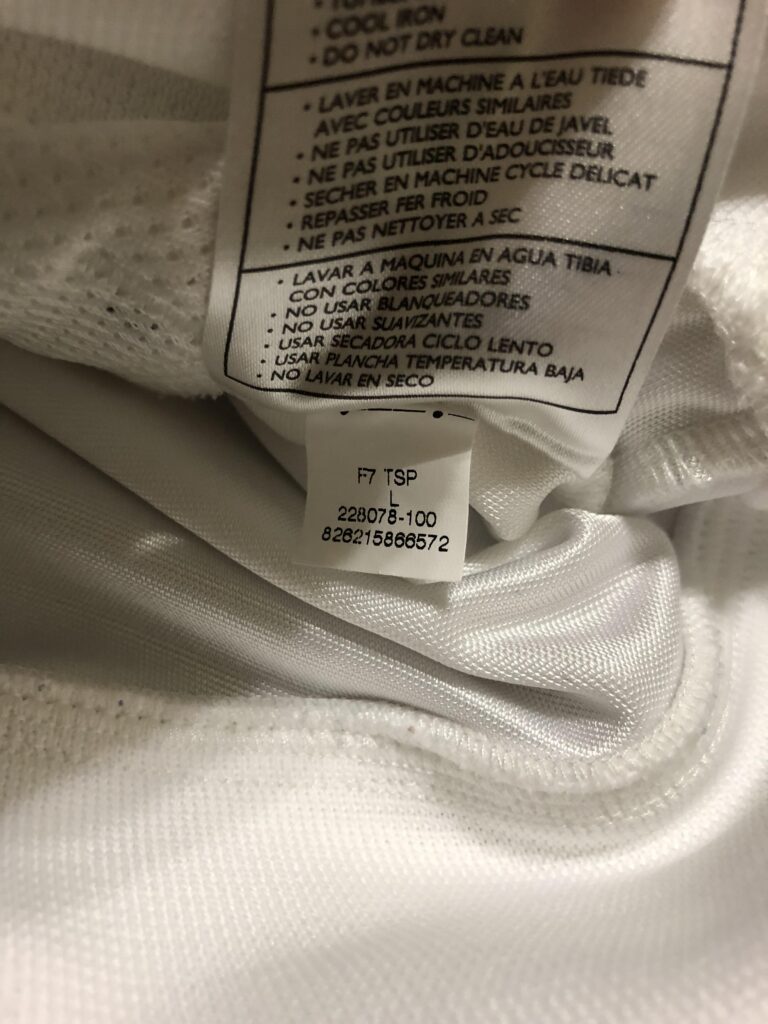 • COOL IRON
• DO NOT DRY CLEAN
• LAVER EN MACHINE A L'EAU TIEDE
AVEC COULEURS SIMILAIRES
• NE PAS UTILISER D'EAU DE JAVEL
• NE PAS UTILISER D'ADOUCISSEUR
• SECHER EN MACHINE CYCLE DELICAT
• REPASSER FER FROID
• NE PAS NETTOYER A SEC
• LAVAR A MAQUINA EN AGUA TIBIA
CON COLORES SIMILARES
• NO USAR BLANQUEADORES
• NO USAR SUAVIZANTES
• USAR SECADORA CICLO LENTO
• USAR PLANCHA TEMPERATURA BAJA
• NO LAVAR EN SECO
F7 TSP
L
228078-100
826215866572